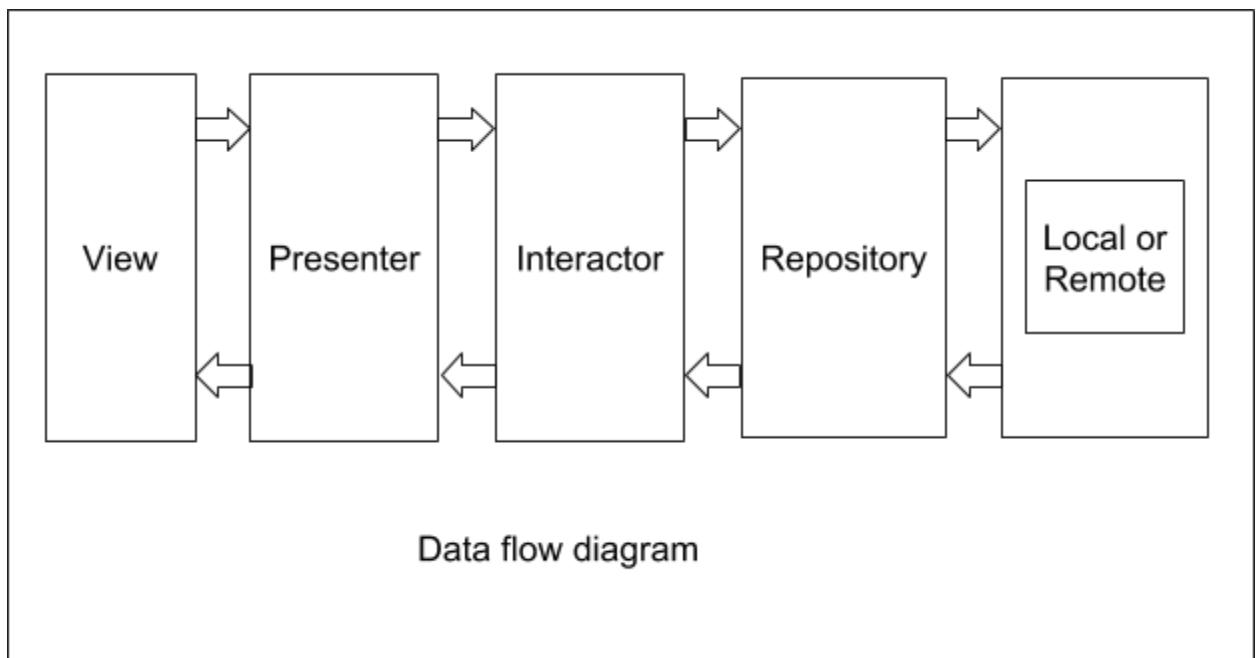 View
Presenter
Interactor
Repository
Local or
Remote
Data flow diagram